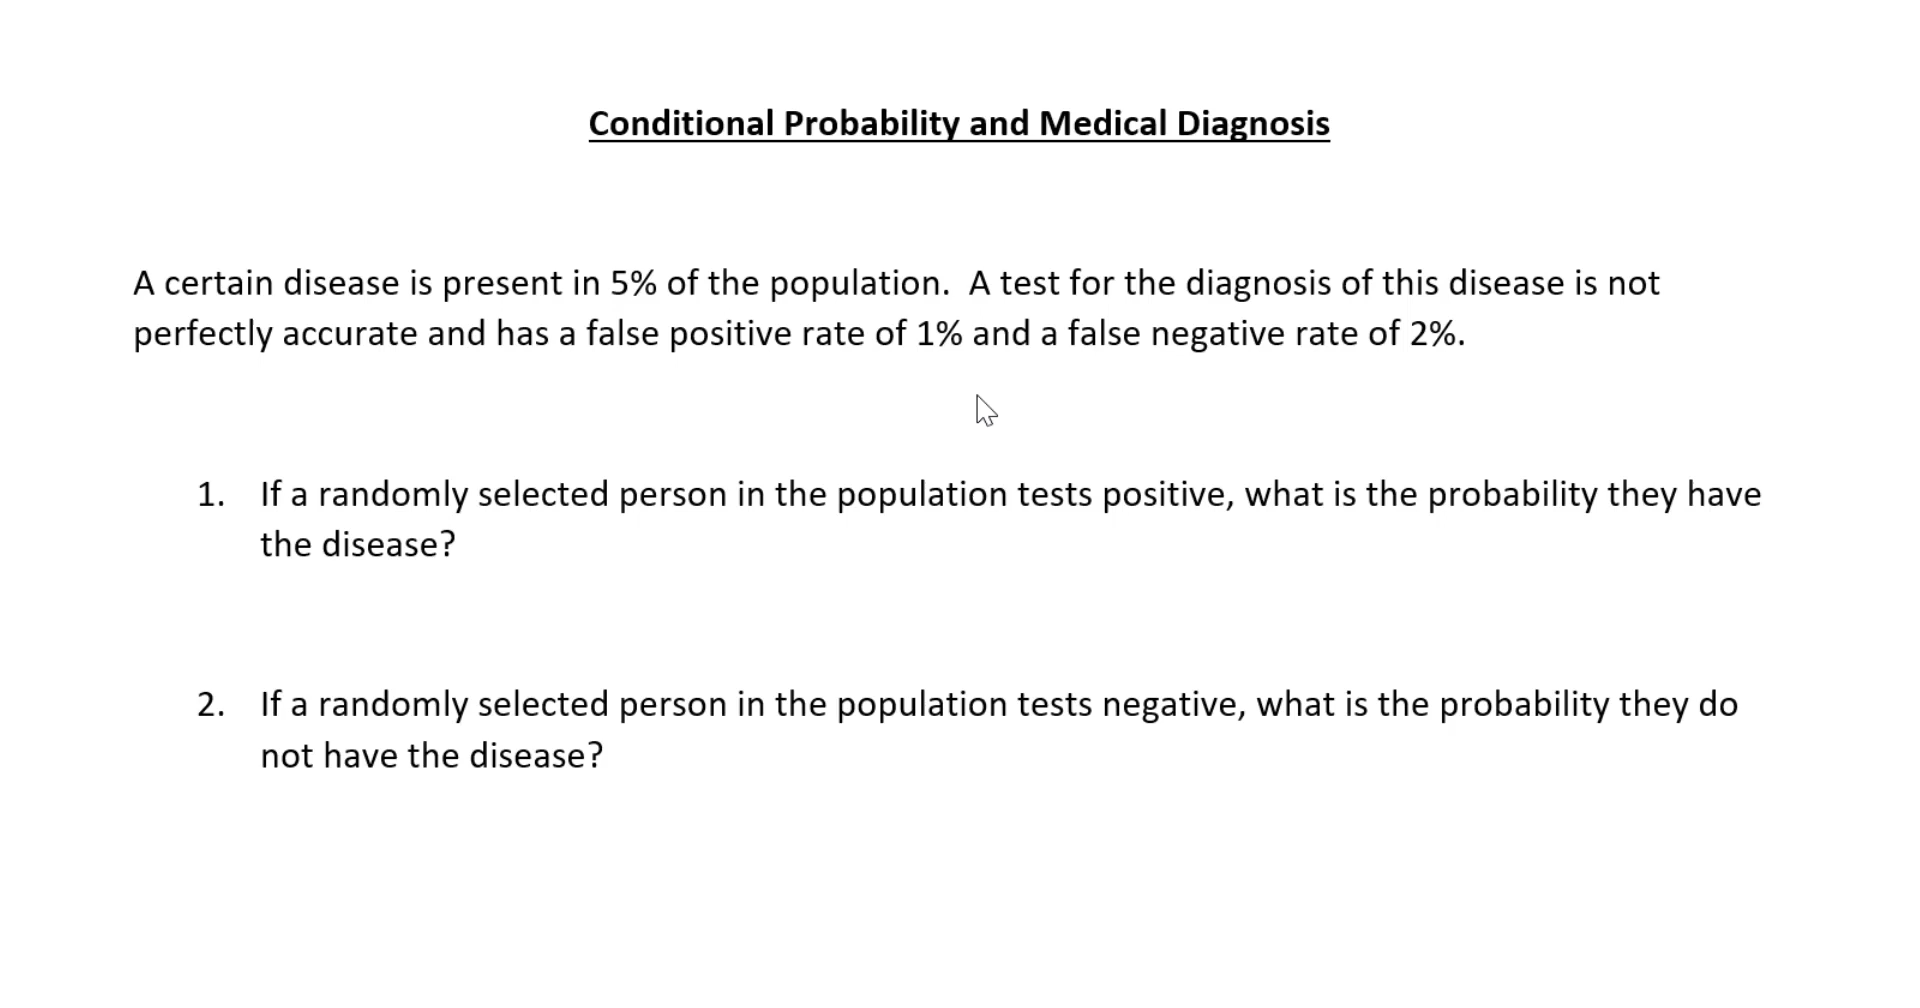 Conditional Probability and Medical Diagnosis
A certain disease is present in 5% of the population.  A test for the diagnosis of this disease is not
perfectly accurate and has a false positive rate of 1% and a false negative rate of 2%.
1. If a randomly selected person in the population tests positive, what is the probability they have
the disease?
2. If a randomly selected person in the population tests negative, what is the probability they do
not have the disease?